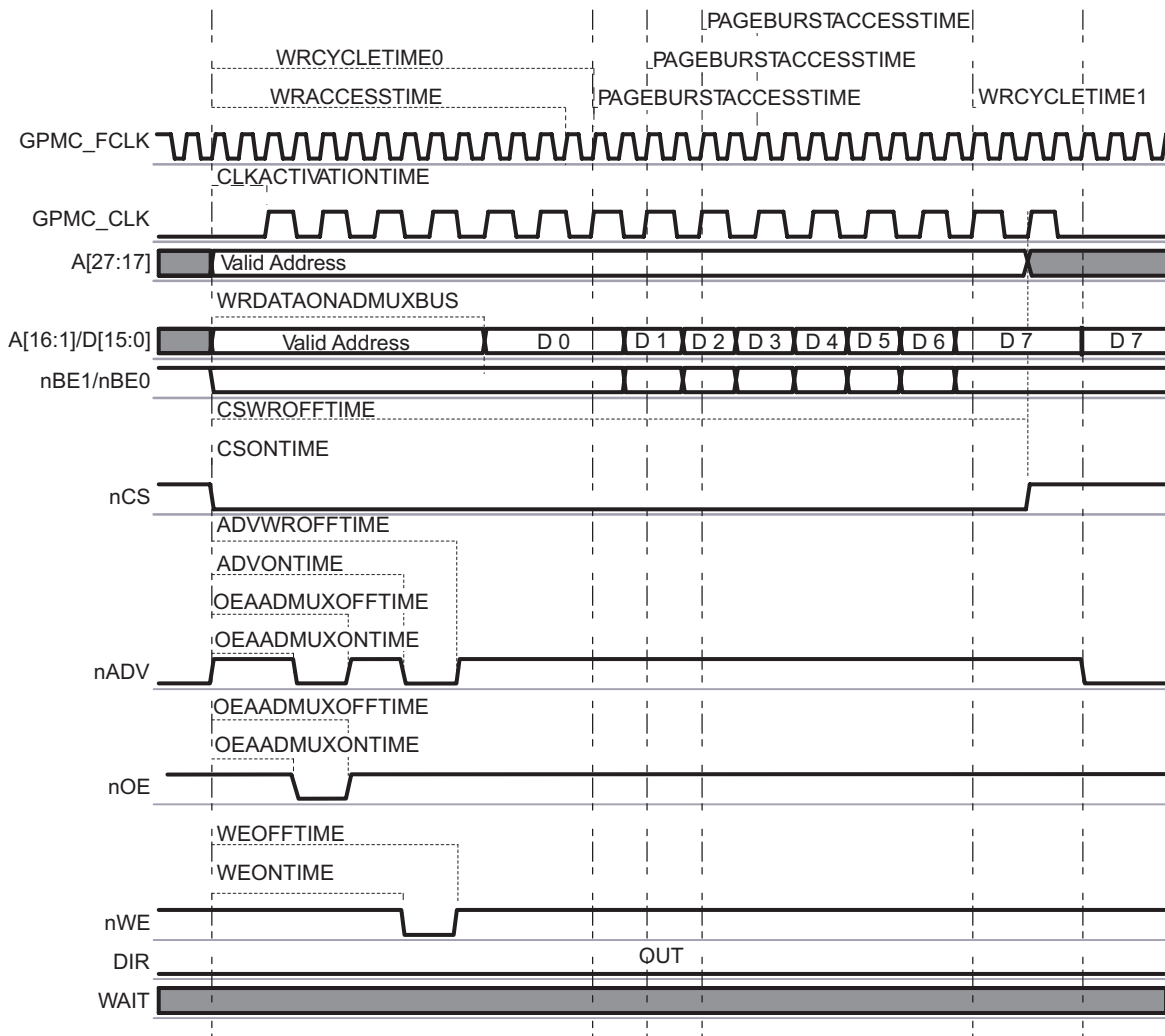 PAGEBURSTACCESSTIME
WRCYCLETIME0
PAGEBURSTACCESSTIME
WRACCESSTIME
PAGEBURSTACCESSTIME
WRCYCLETIME1
GPMC_FCLK
CLKACTIVATIONTIME
GPMC_CLK
A[27:17]
Valid Address
WRDATAONADMUXBUS
A[16:1]/D[15:0]
Valid Address
D 0
D 1
D 2
D 3
D 4
D 5
D 6
D 7
D 7
nBE1/nBE0
CSWROFFTIME
CSONTIME
nCS
ADVWROFFTIME
ADVONTIME
OEAADMUXOFFTIME
OEAADMUXONTIME
nADV
OEAADMUXOFFTIME
OEAADMUXONTIME
nOE
WEOFFTIME
WEONTIME
nWE
DIR
OUT
WAIT